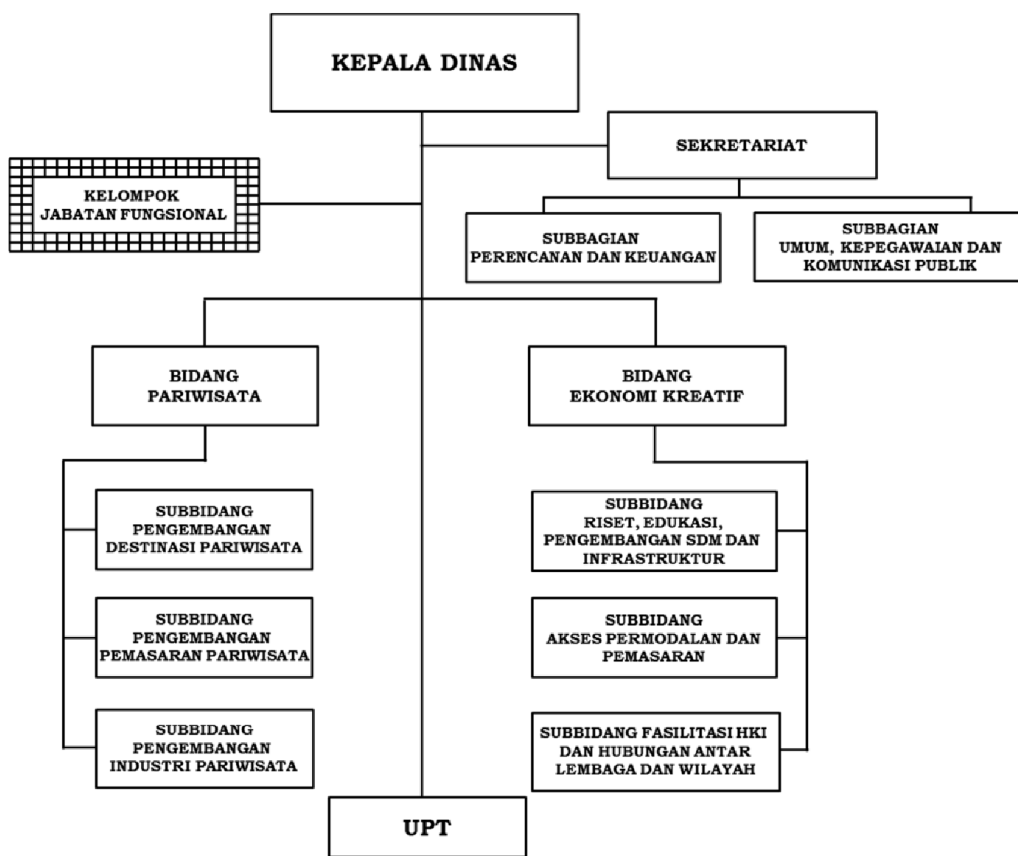 KEPALA DINAS
SEKRETARIAT
KELOMPOK
JABATAN FUNGSIONAL
SUBBAGIAN
PERENCANAN DAN KEUANGAN
SUBBAGIAN
UMUM, KEPEGAWAIAN DAN
KOMUNIKASI PUBLIK
BIDANG
PARIWISATA
BIDANG
EKONOMI KREATIF
SUBBIDANG
PENGEMBANGAN
DESTINASI PARIWISATA
SUBBIDANG
PENGEMBANGAN
PEMASARAN PARIWISATA
SUBBIDANG
PENGEMBANGAN
INDUSTRI PARIWISATA
SUBBIDANG
RISET, EDUKASI,
PENGEMBANGAN SDM DAN
INFRASTRUKTUR
SUBBIDANG
AKSES PERMODALAN DAN
PEMASARAN
SUBBIDANG FASILITASI HKI
DAN HUBUNGAN ANTAR
LEMBAGA DAN WILAYAH
UPT